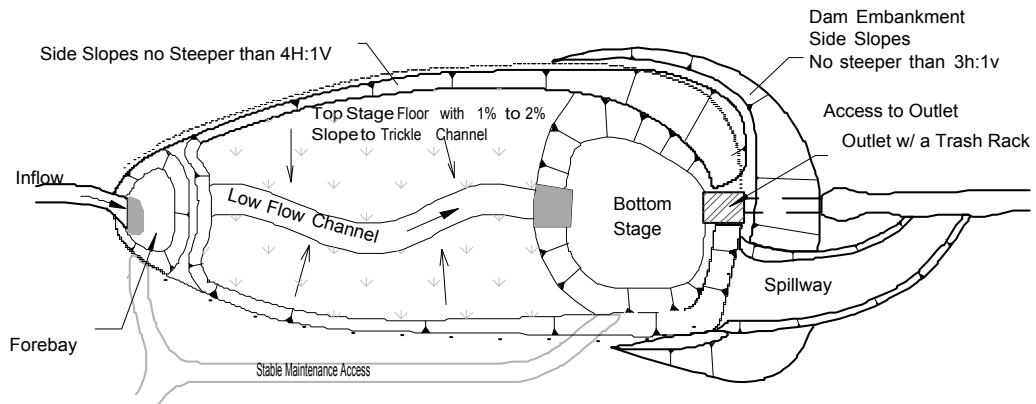 Dam Embankment
Side Slopes
No steeper than 3h:1v
Side Slopes no Steeper than 4H:1V
Access to Outlet
Top Stage Floor with 1% to 2%
Slope to Trickle Channel
Outlet w/ a Trash Rack
Inflow
Low Flow Channel
Bottom
Stage
Spillway
Forebay
Stable Maintenance Access